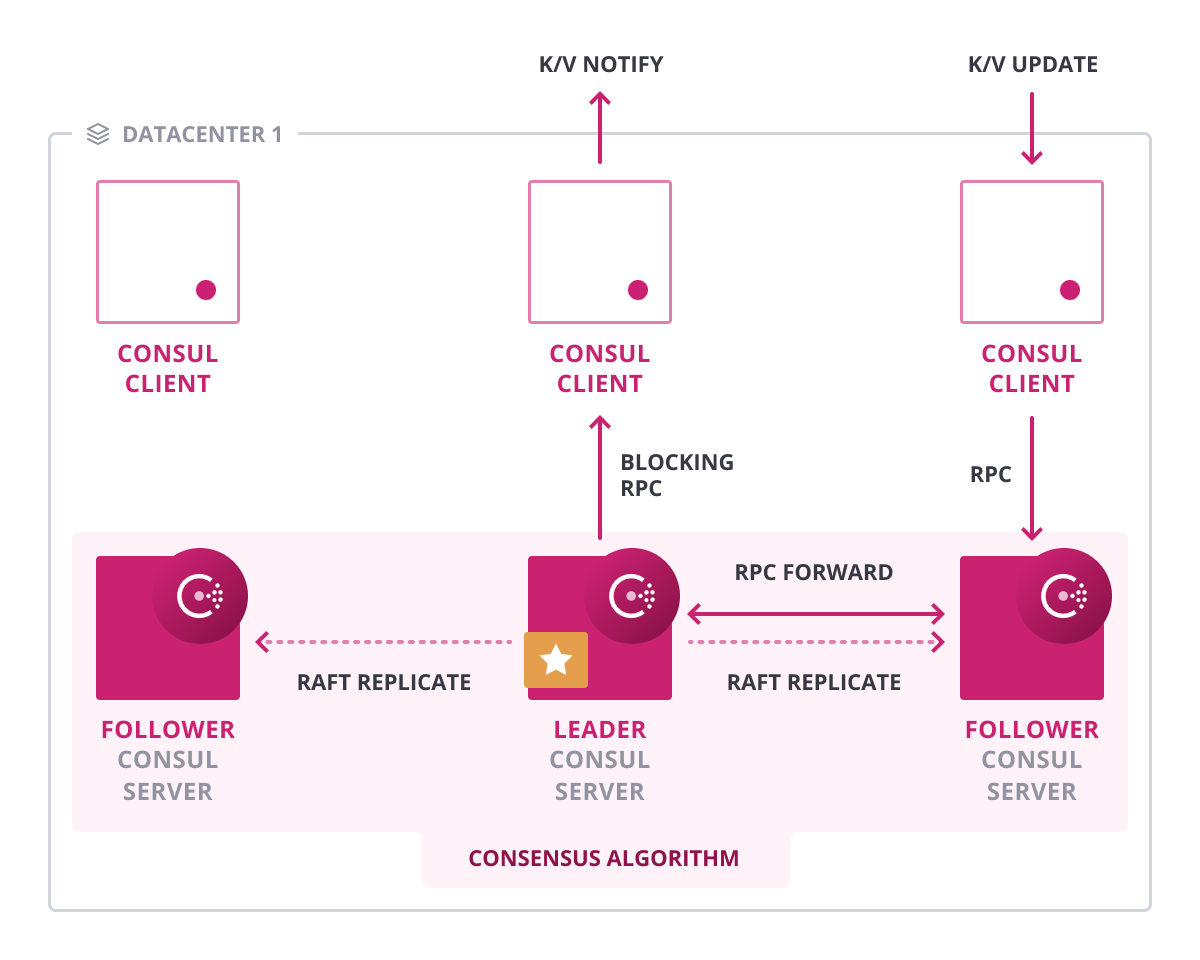 K/V NOTIFY
K/V UPDATE
DATACENTER 1
CONSUL
CLIENT
CONSUL
CLIENT
CONSUL
CLIENT
BLOCKING
RPC
RPC
RPC FORWARD
RAFT REPLICATE
RAFT REPLICATE
FOLLOWER
CONSUL
SERVER
LEADER
CONSUL
SERVER
FOLLOWER
CONSUL
SERVER
CONSENSUS ALGORITHM